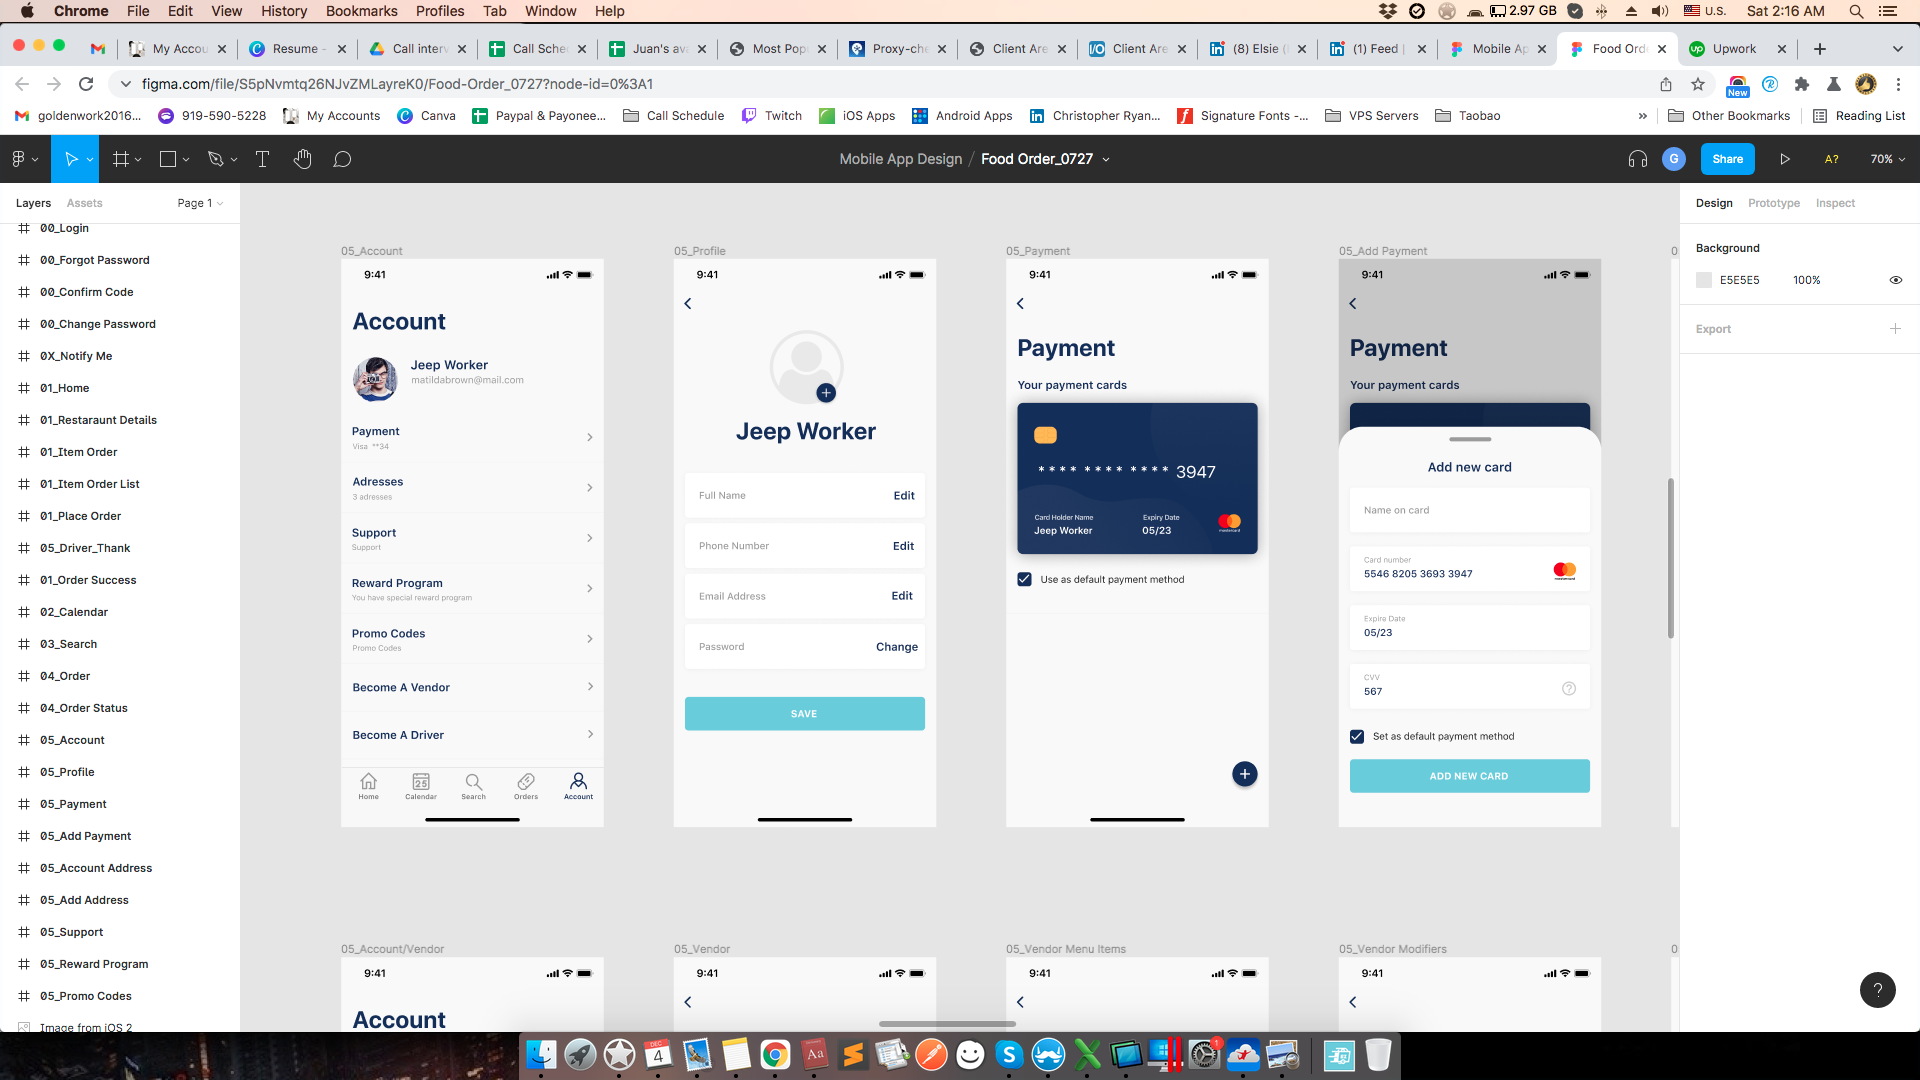 Chrome File Edit View History Bookmarks Profiles Tab Window Help 2.97 GB U.S. Sat 2:16 AM
My Accou Resume - Call interv Call Sche Juan's av Most Pop Proxy-che Client Are Client Are (8) Elsie ( (1) Feed | Mobile Ap Food Ord Upwork
figma.com/file/S5pNvmtq26NJvZMLayreK0/Food-Order_0727?node-id=0%3A1 New
goldenwork2016... 919-590-5228 My Accounts Canva Paypal & Payonee... Call Schedule Twitch iOS Apps Android Apps Christopher Ryan... Signature Fonts -... VPS Servers Taobao » Other Bookmarks Reading List
Mobile App Design / Food Order_0727 G Share A? 70%
Layers Assets Page 1
Design Prototype Inspect
00_Login
00_Forgot Password
00_Confirm Code
00_Change Password
0X_Notify Me
01_Home
01_Restaraunt Details
01_Item Order
01_Item Order List
01_Place Order
05_Driver_Thank
01_Order Success
02_Calendar
03_Search
04_Order
04_Order Status
05_Account
05_Profile
05_Payment
05_Add Payment
05_Account Address
05_Add Address
05_Support
05_Reward Program
05_Promo Codes
Image from iOS 2
05_Account
9:41
Account
Jeep Worker
matildabrown@mail.com
Payment
Visa **34
Adresses
3 adresses
Support
Support
Reward Program
You have special reward program
Promo Codes
Promo Codes
Become A Vendor
Become A Driver
25
Home Calendar Search Orders Account
05_Profile
9:41
Jeep Worker
Full Name Edit
Phone Number Edit
Email Address Edit
Password Change
SAVE
05_Payment
9:41
Payment
Your payment cards
**** **** **** 3947
Card Holder Name Expiry Date
Jeep Worker 05/23
mastercard
Use as default payment method
+
05_Add Payment
9:41
Payment
Your payment cards
Add new card
Name on card
Card number
5546 8205 3693 3947
mastercard
Expire Date
05/23
CVV
567
Set as default payment method
ADD NEW CARD
Background
E5E5E5 100%
Export
05_Account/Vendor
9:41
Account
05_Vendor
9:41
05_Vendor Menu Items
9:41
05_Vendor Modifiers
9:41
?
DEC
4
Aa
1